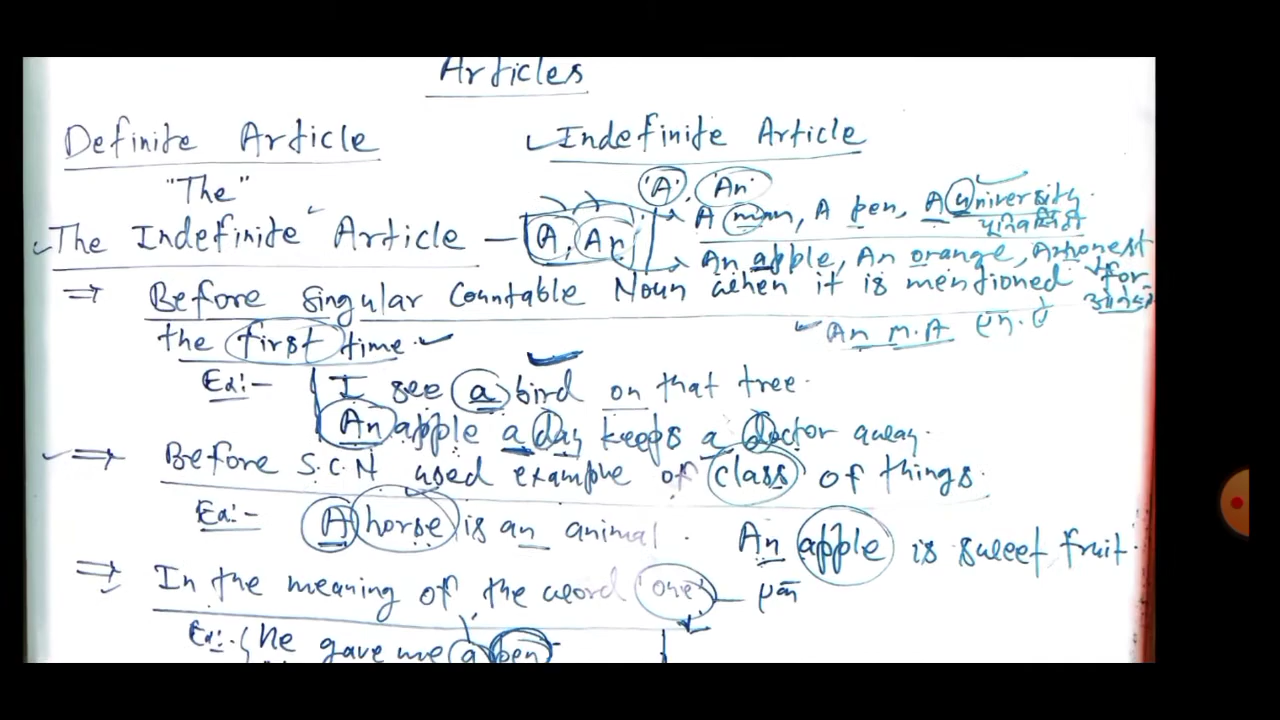 Articles
Definite Article
Indefinite Article
"The"
'A', 'An'
A man, A pen, A University
यूनिवर्सिटी
The Indefinite Article — A, An
An apple, An orange, An honest
⇒ Before singular Countable Noun when it is mentioned for
the first time.
An M.A एम. ए
Ex:- I see a bird on that tree.
An apple a day keeps a doctor away.
⇒ Before S.C.N used example of class of things.
Ex:- A horse is an animal. An apple is sweet fruit.
⇒ In the meaning of the word 'one' — एक
Ex:- He gave me a pen